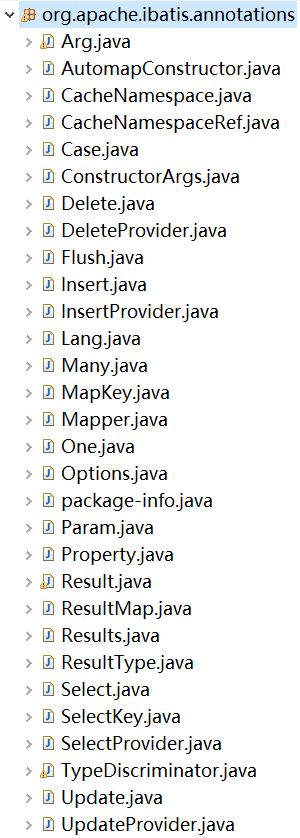 org.apache.ibatis.annotations
Arg.java
AutomapConstructor.java
CacheNamespace.java
CacheNamespaceRef.java
Case.java
ConstructorArgs.java
Delete.java
DeleteProvider.java
Flush.java
Insert.java
InsertProvider.java
Lang.java
Many.java
MapKey.java
Mapper.java
One.java
Options.java
package-info.java
Param.java
Property.java
Result.java
ResultMap.java
Results.java
ResultType.java
Select.java
SelectKey.java
SelectProvider.java
TypeDiscriminator.java
Update.java
UpdateProvider.java